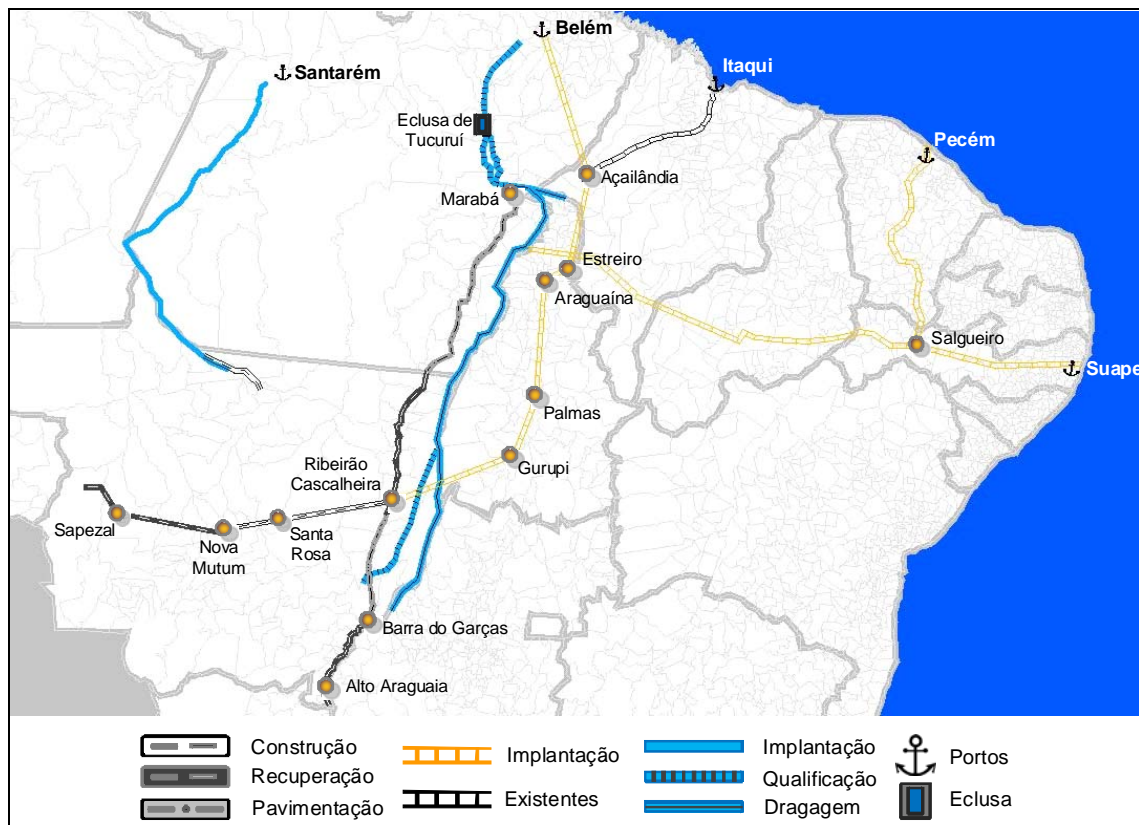 Belém
Santarém
Itaqui
Eclusa de
Tucuruí
Pecém
Açailândia
Marabá
Estreiro
Araguaína
Salgueiro
Suape
Palmas
Ribeirão
Cascalheira
Gurupi
Sapezal
Nova
Mutum
Santa
Rosa
Barra do Garças
Alto Araguaia
Construção
Implantação
Implantação
Portos
Recuperação
Qualificação
Eclusa
Pavimentação
Existentes
Dragagem